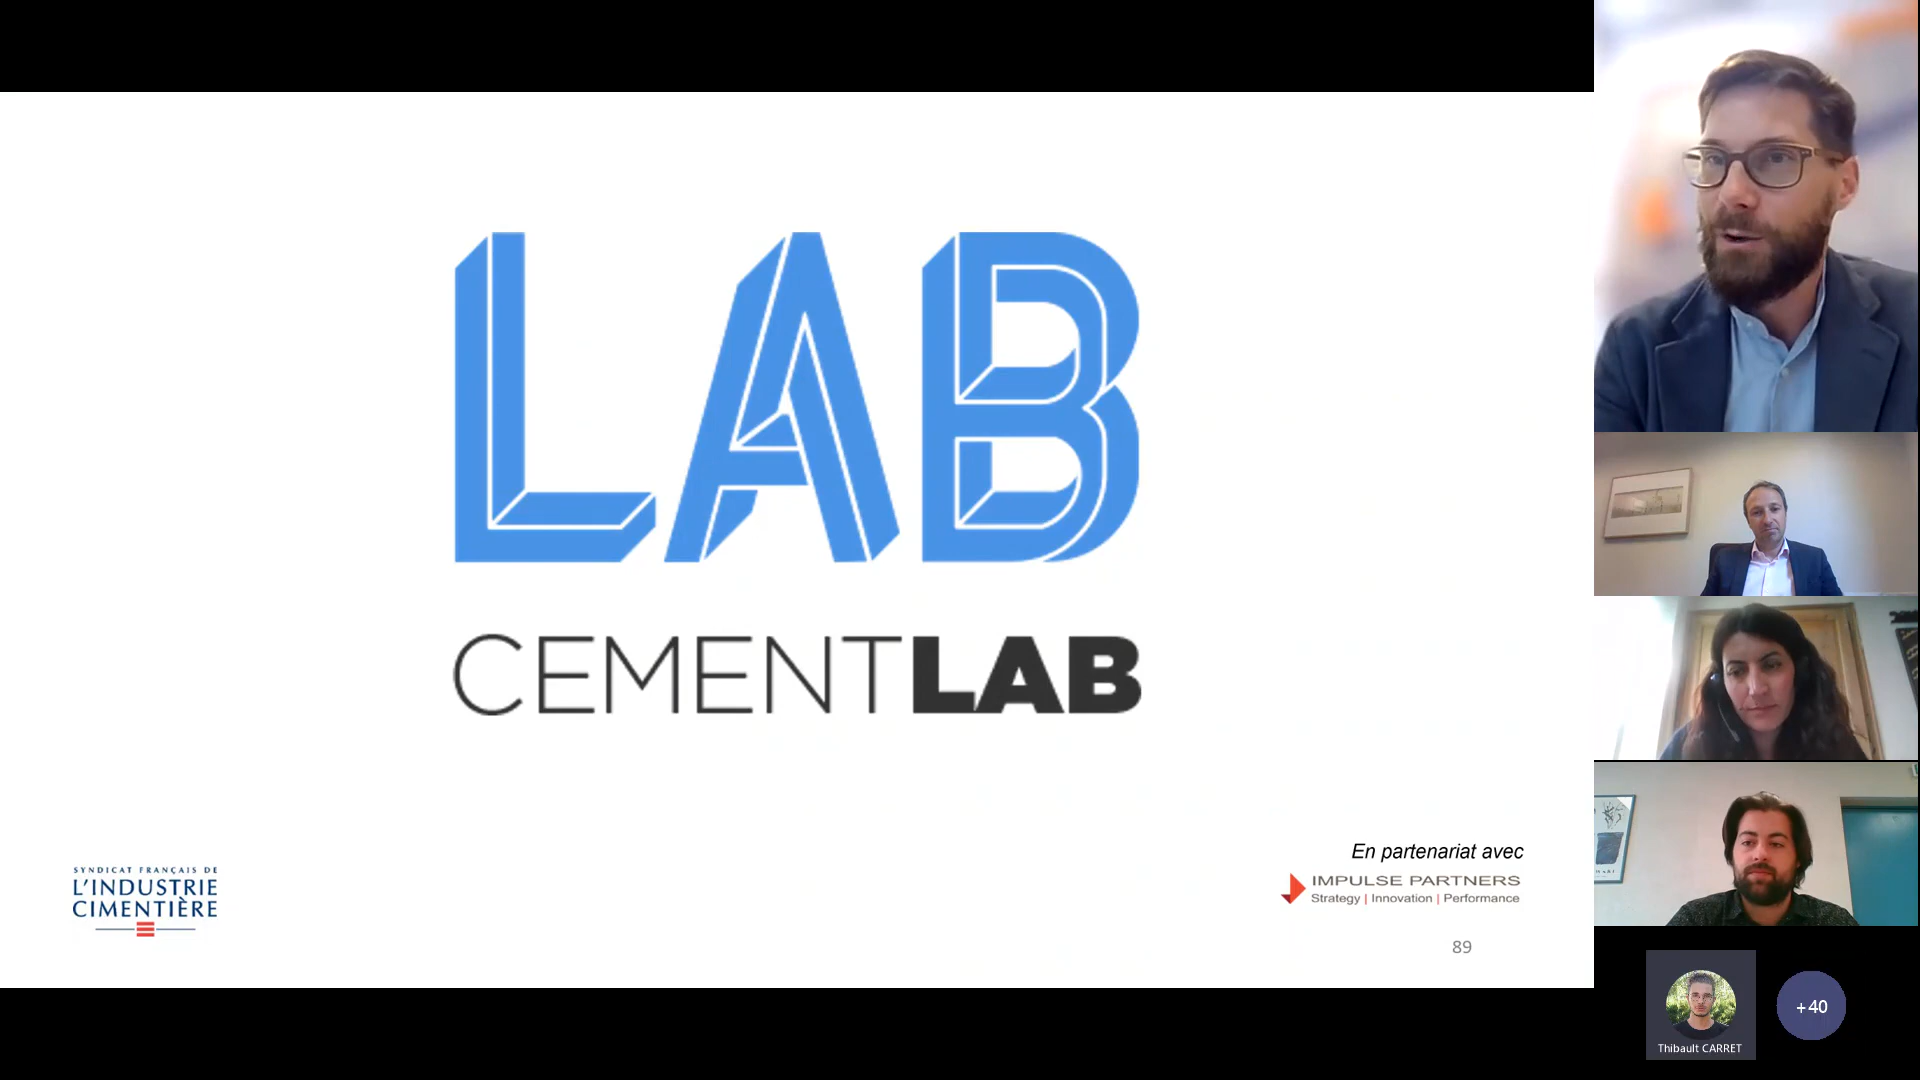 LAB
CEMENTLAB
SYNDICAT FRANÇAIS DE
L'INDUSTRIE
CIMENTIÈRE
En partenariat avec
IMPULSE PARTNERS
Strategy | Innovation | Performance
89
Thibault CARRET
+40